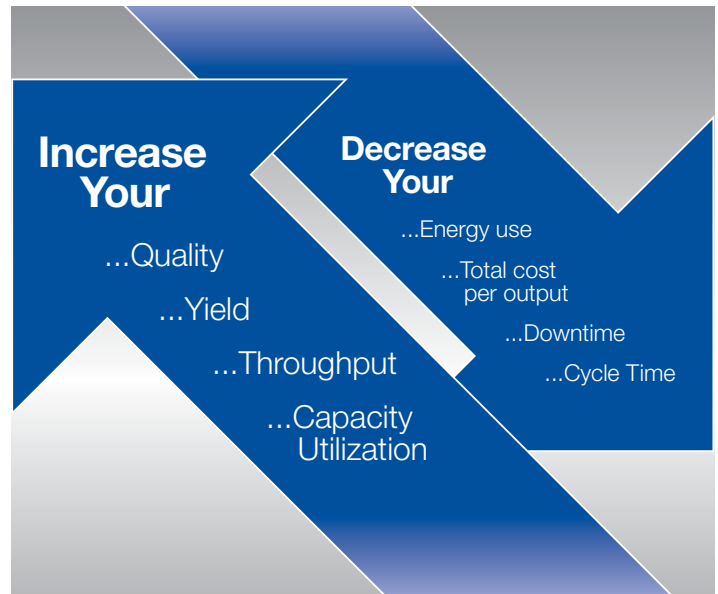 Increase
Your
...Quality
...Yield
...Throughput
...Capacity
Utilization
Decrease
Your
...Energy use
...Total cost
per output
...Downtime
...Cycle Time